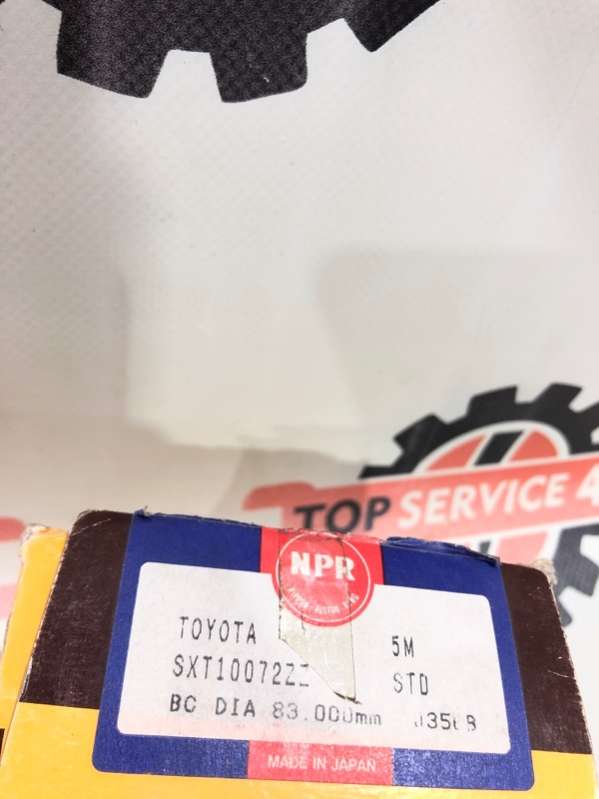 TOP SERVICE 4
NPR
TOYOTA 5M
SXT10072ZZ STD
BC DIA 83.000mm
MADE IN JAPAN